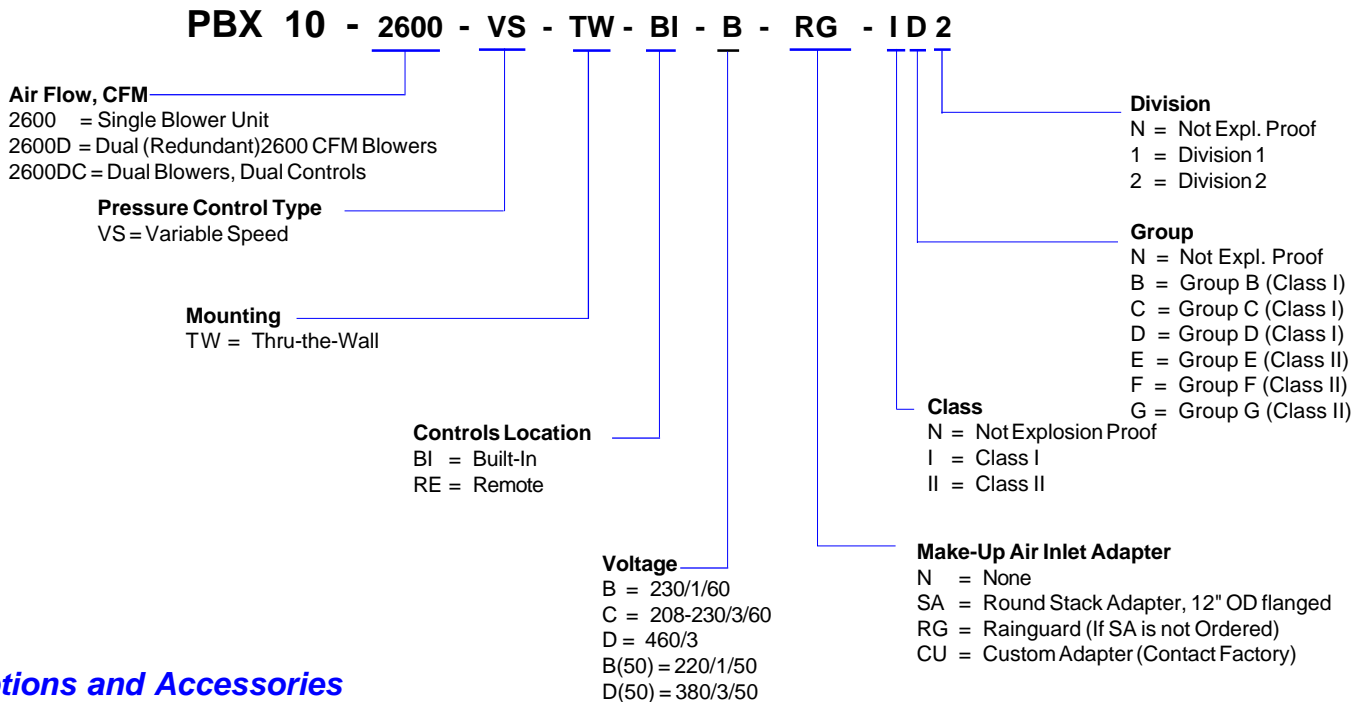 PBX 10 - 2600 - VS - TW - BI - B - RG - I D 2
Air Flow, CFM
2600 = Single Blower Unit
2600D = Dual (Redundant)2600 CFM Blowers
2600DC = Dual Blowers, Dual Controls
Pressure Control Type
VS = Variable Speed
Mounting
TW = Thru-the-Wall
Controls Location
BI = Built-In
RE = Remote
Voltage
B = 230/1/60
C = 208-230/3/60
D = 460/3
B(50) = 220/1/50
D(50) = 380/3/50
Division
N = Not Expl. Proof
1 = Division 1
2 = Division 2
Group
N = Not Expl. Proof
B = Group B (Class I)
C = Group C (Class I)
D = Group D (Class I)
E = Group E (Class II)
F = Group F (Class II)
G = Group G (Class II)
Class
N = Not Explosion Proof
I = Class I
II = Class II
Make-Up Air Inlet Adapter
N = None
SA = Round Stack Adapter, 12" OD flanged
RG = Rainguard (If SA is not Ordered)
CU = Custom Adapter (Contact Factory)
tions and Accessories